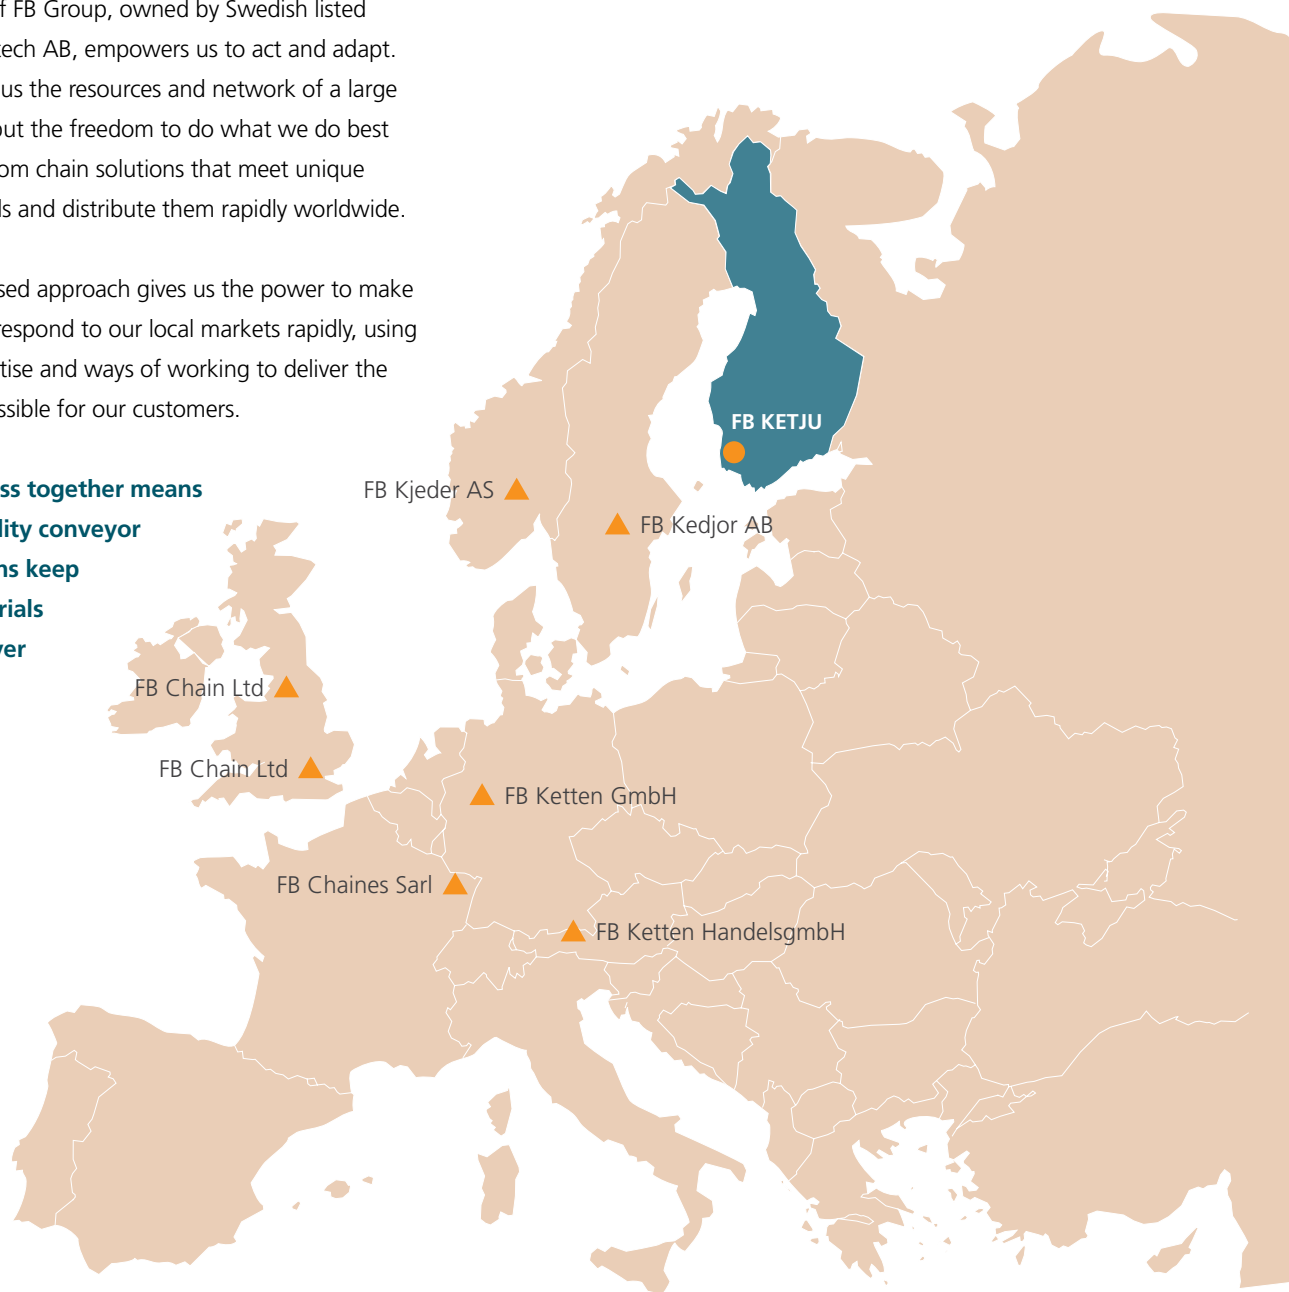 f FB Group, owned by Swedish listed
tech AB, empowers us to act and adapt.
us the resources and network of a large
but the freedom to do what we do best
om chain solutions that meet unique
ls and distribute them rapidly worldwide.
sed approach gives us the power to make
respond to our local markets rapidly, using
tise and ways of working to deliver the
ssible for our customers.
ss together means
lity conveyor
ns keep
rials
ver
FB KETJU
FB Kjeder AS
FB Kedjor AB
FB Chain Ltd
FB Chain Ltd
FB Ketten GmbH
FB Chaines Sarl
FB Ketten HandelsgmbH